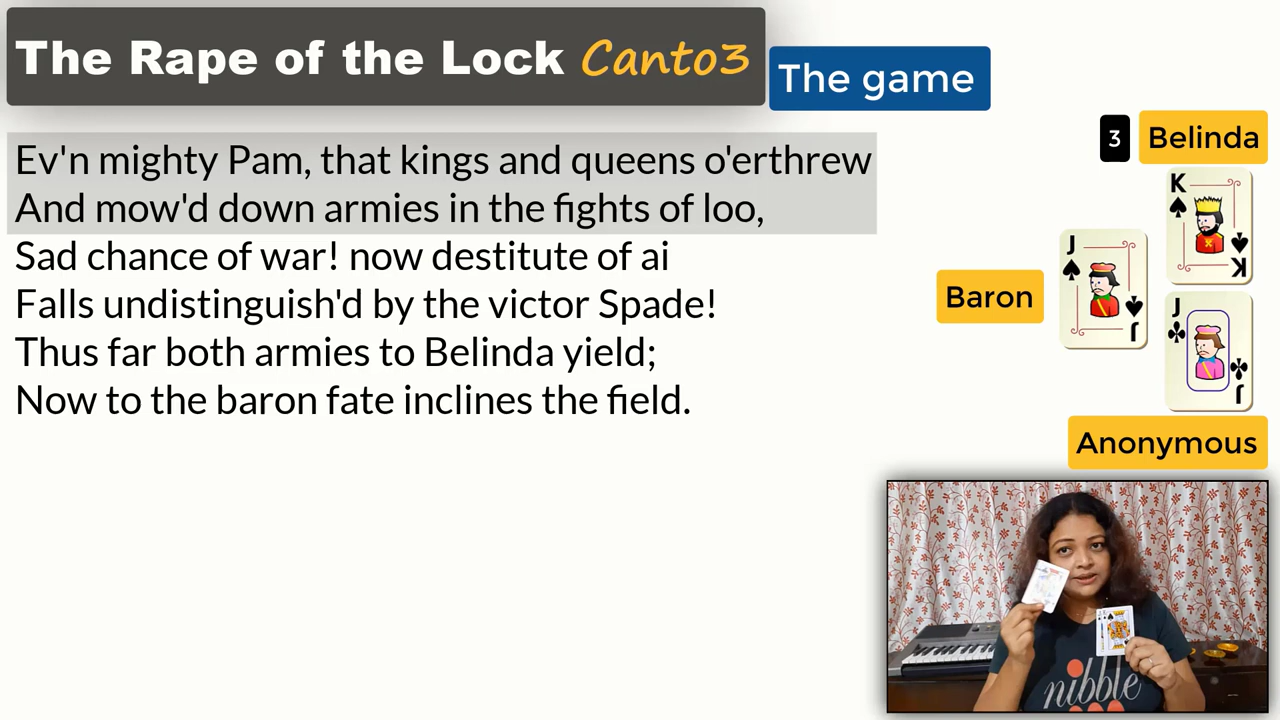 The Rape of the Lock Canto3
The game
Ev'n mighty Pam, that kings and queens o'erthrew
And mow'd down armies in the fights of loo,
Sad chance of war! now destitute of ai
Falls undistinguish'd by the victor Spade!
Thus far both armies to Belinda yield;
Now to the baron fate inclines the field.
3
Belinda
K
K
Baron
J
J
J
J
Anonymous
nibble